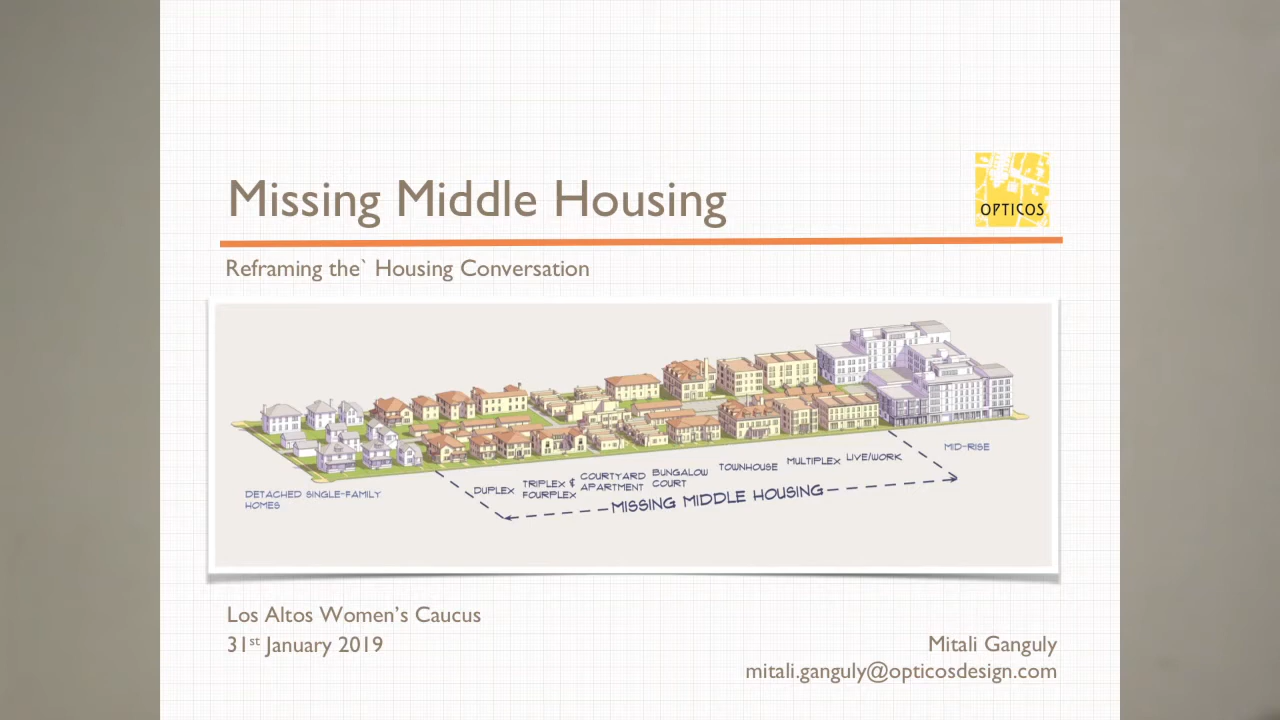 Missing Middle Housing
OPTICOS
Reframing the` Housing Conversation
DETACHED SINGLE-FAMILY
HOMES
DUPLEX
TRIPLEX &
FOURPLEX
COURTYARD
APARTMENT
BUNGALOW
COURT
TOWNHOUSE
MULTIPLEX
LIVE/WORK
MID-RISE
MISSING MIDDLE HOUSING
Los Altos Women’s Caucus
31st January 2019
Mitali Ganguly
mitali.ganguly@opticosdesign.com